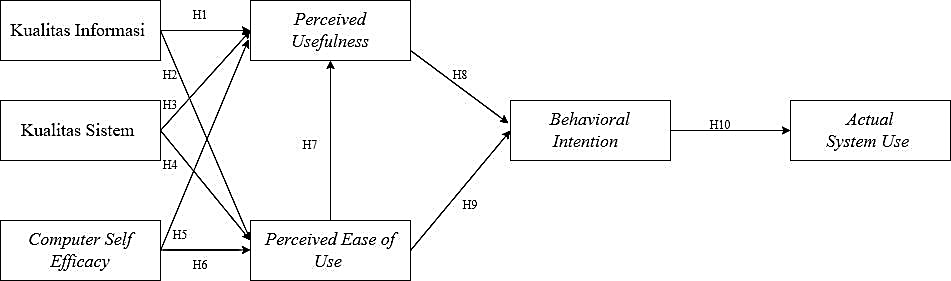 Kualitas Informasi
H1
Perceived
Usefulness
H2
H3
H8
Kualitas Sistem
H4
H7
Behavioral
Intention
H10
Actual
System Use
H9
Computer Self
Efficacy
H5
H6
Perceived Ease of
Use